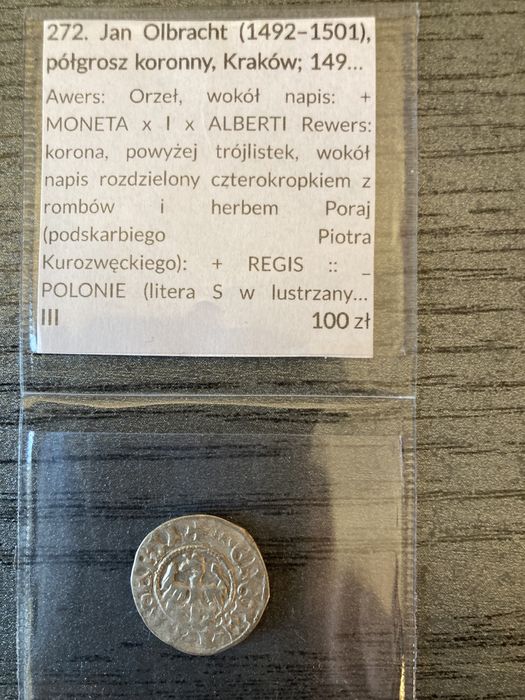 272. Jan Olbracht (1492–1501),
półgrosz koronny, Kraków; 149...
Awers: Orzeł, wokół napis: +
MONETA x I x ALBERTI Rewers:
korona, powyżej trójlistek, wokół
napis rozdzielony czterokropkiem z
rombów i herbem Poraj
(podskarbiego Piotra
Kurozwęckiego): + REGIS :: _
POLONIE (litera S w lustrzany...
III 100 zł